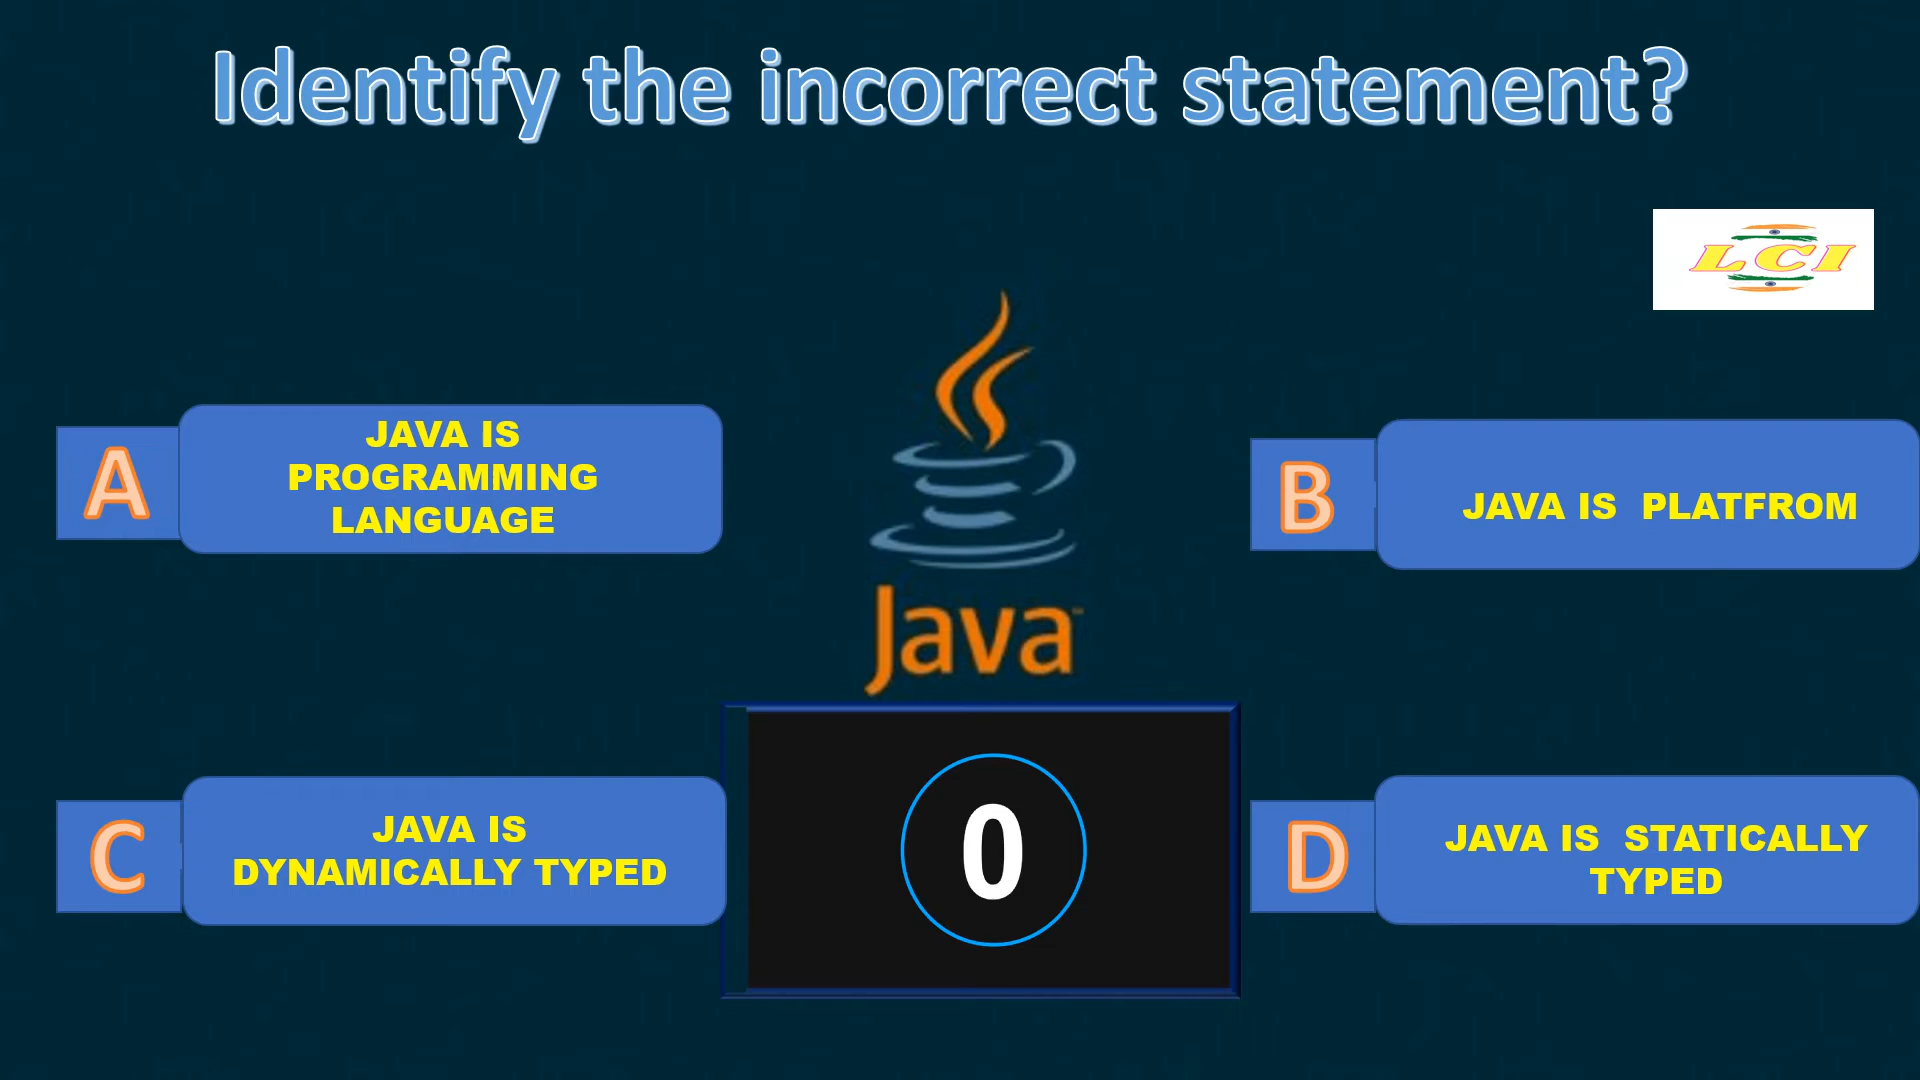 Identify the incorrect statement?
LCI
A
JAVA IS
PROGRAMMING
LANGUAGE
B
JAVA IS PLATFROM
Java
C
JAVA IS
DYNAMICALLY TYPED
0
D
JAVA IS STATICALLY
TYPED